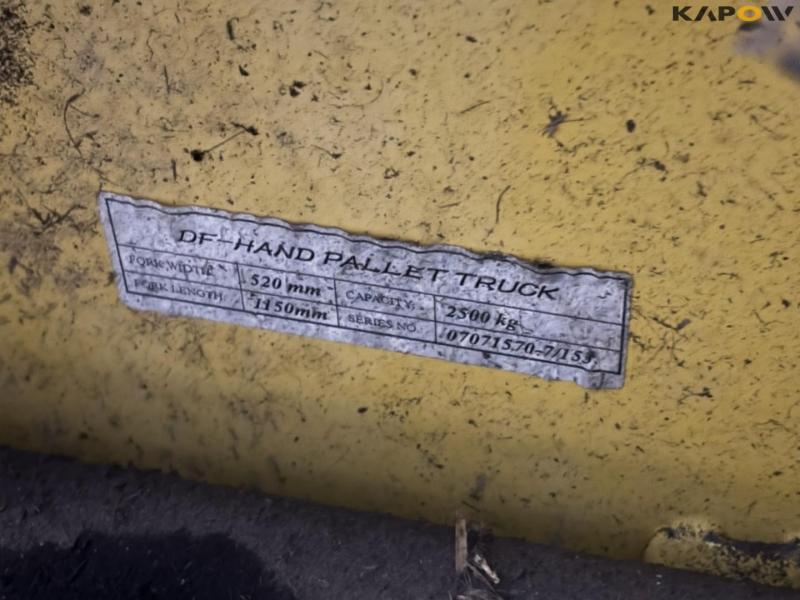 KAPOW
DF-HAND PALLET TRUCK
FORK WIDTH 520 mm CAPACITY: 2500 kg
FORK LENGTH 1150mm SERIES NO. 07071570-7/153